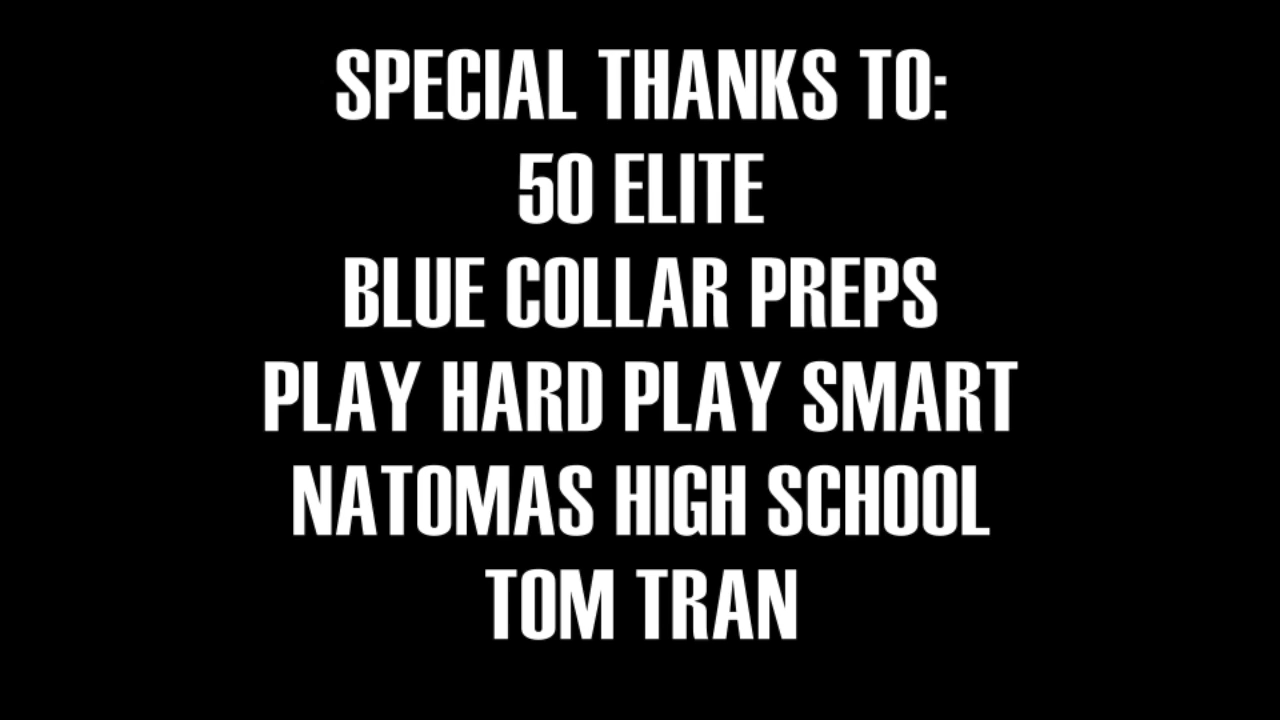 SPECIAL THANKS TO:
50 ELITE
BLUE COLLAR PREPS
PLAY HARD PLAY SMART
NATOMAS HIGH SCHOOL
TOM TRAN